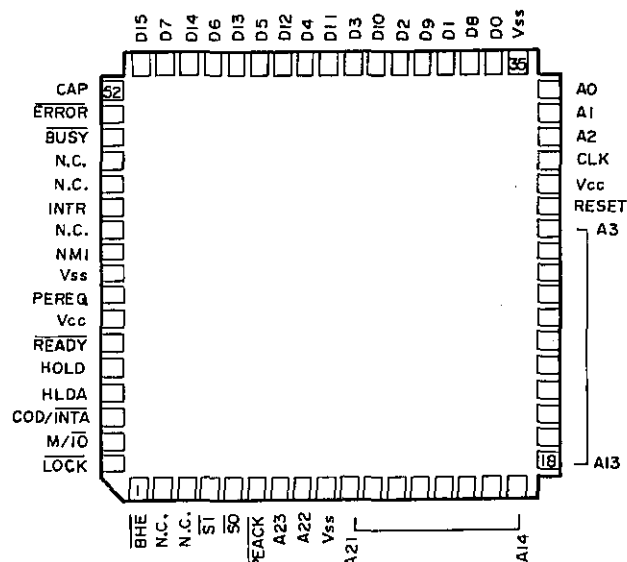 D15 D7 D14 D6 D13 D5 D12 D4 D11 D3 D10 D2 D9 D1 D8 D0 Vss
35
52
CAP
ERROR
BUSY
N.C.
N.C.
INTR
N.C.
NMI
Vss
PEREQ
Vcc
READY
HOLD
HLDA
COD/INTA
M/IO
LOCK
A0
A1
A2
CLK
Vcc
RESET
A3
18
A13
1
BHE N.C. N.C. S1 S0 PEACK A23 A22 Vss A21 A14